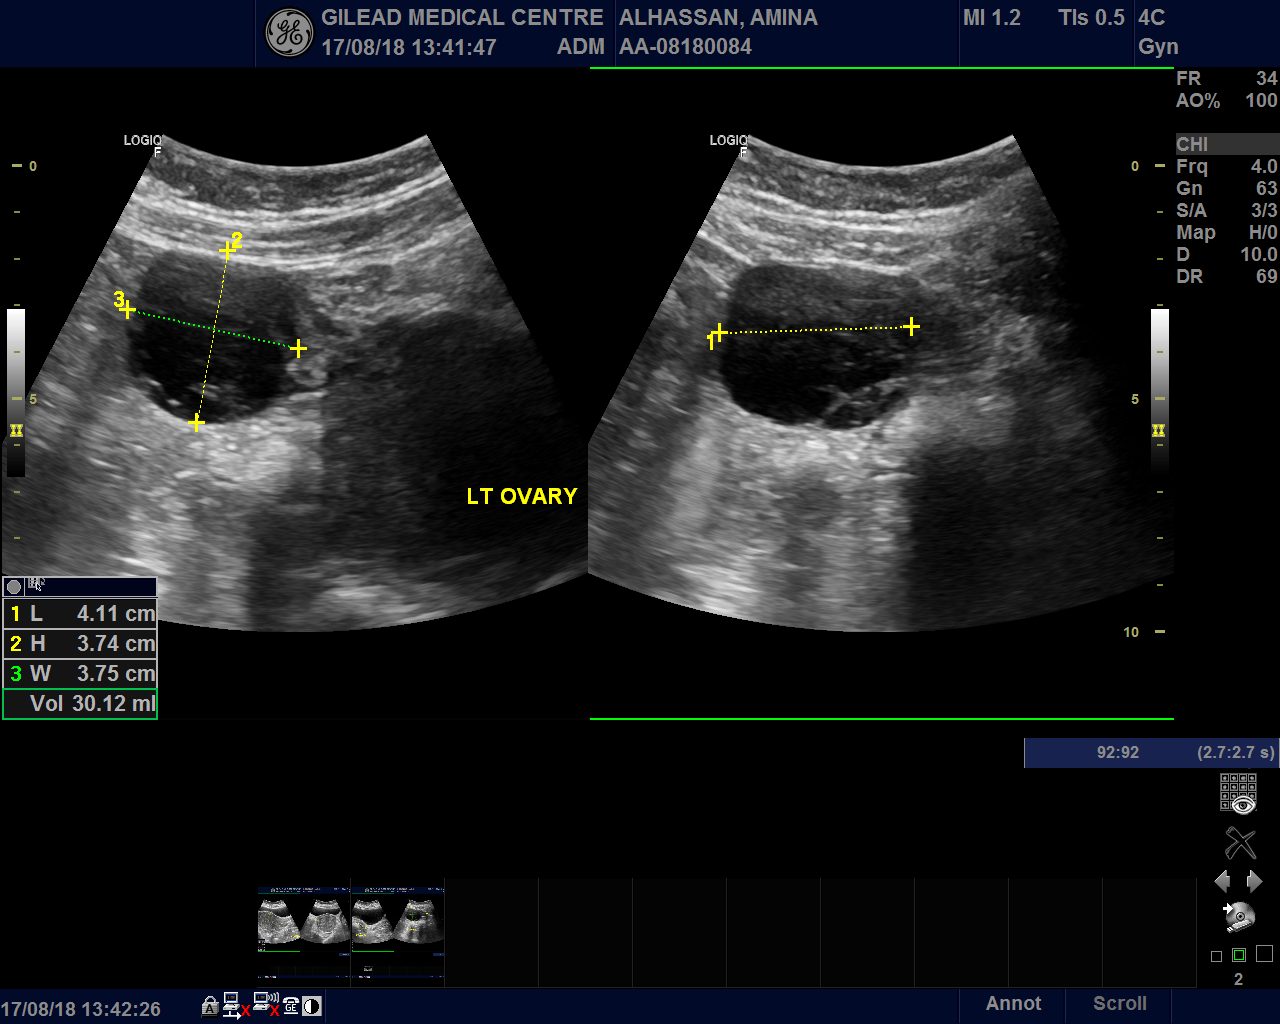 GILEAD MEDICAL CENTRE
17/08/18 13:41:47 ADM
ALHASSAN, AMINA
AA-08180084
MI 1.2 TIs 0.5
4C
Gyn
FR 34
AO% 100
CHI
Frq 4.0
Gn 63
S/A 3/3
Map H/0
D 10.0
DR 69
LOGIQ
F
LOGIQ
F
0
5
0
5
10
2
3
1
LT OVARY
1 L 4.11 cm
2 H 3.74 cm
3 W 3.75 cm
Vol 30.12 ml
92:92 (2.7:2.7 s)
2
17/08/18 13:42:26
Annot
Scroll